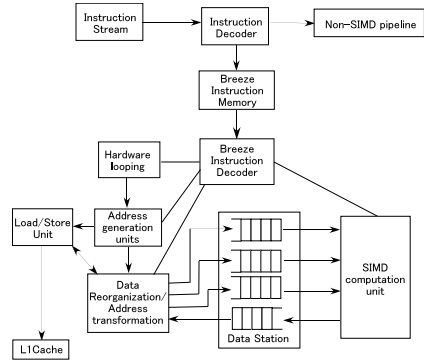 Instruction
Stream
Instruction
Decoder
Non-SIMD pipeline
Breeze
Instruction
Memory
Hardware
looping
Breeze
Instruction
Decoder
Load/Store
Unit
Address
generation
units
Data
Reorganization/
Address
transformation
SIMD
computation
unit
Data Station
L1Cache